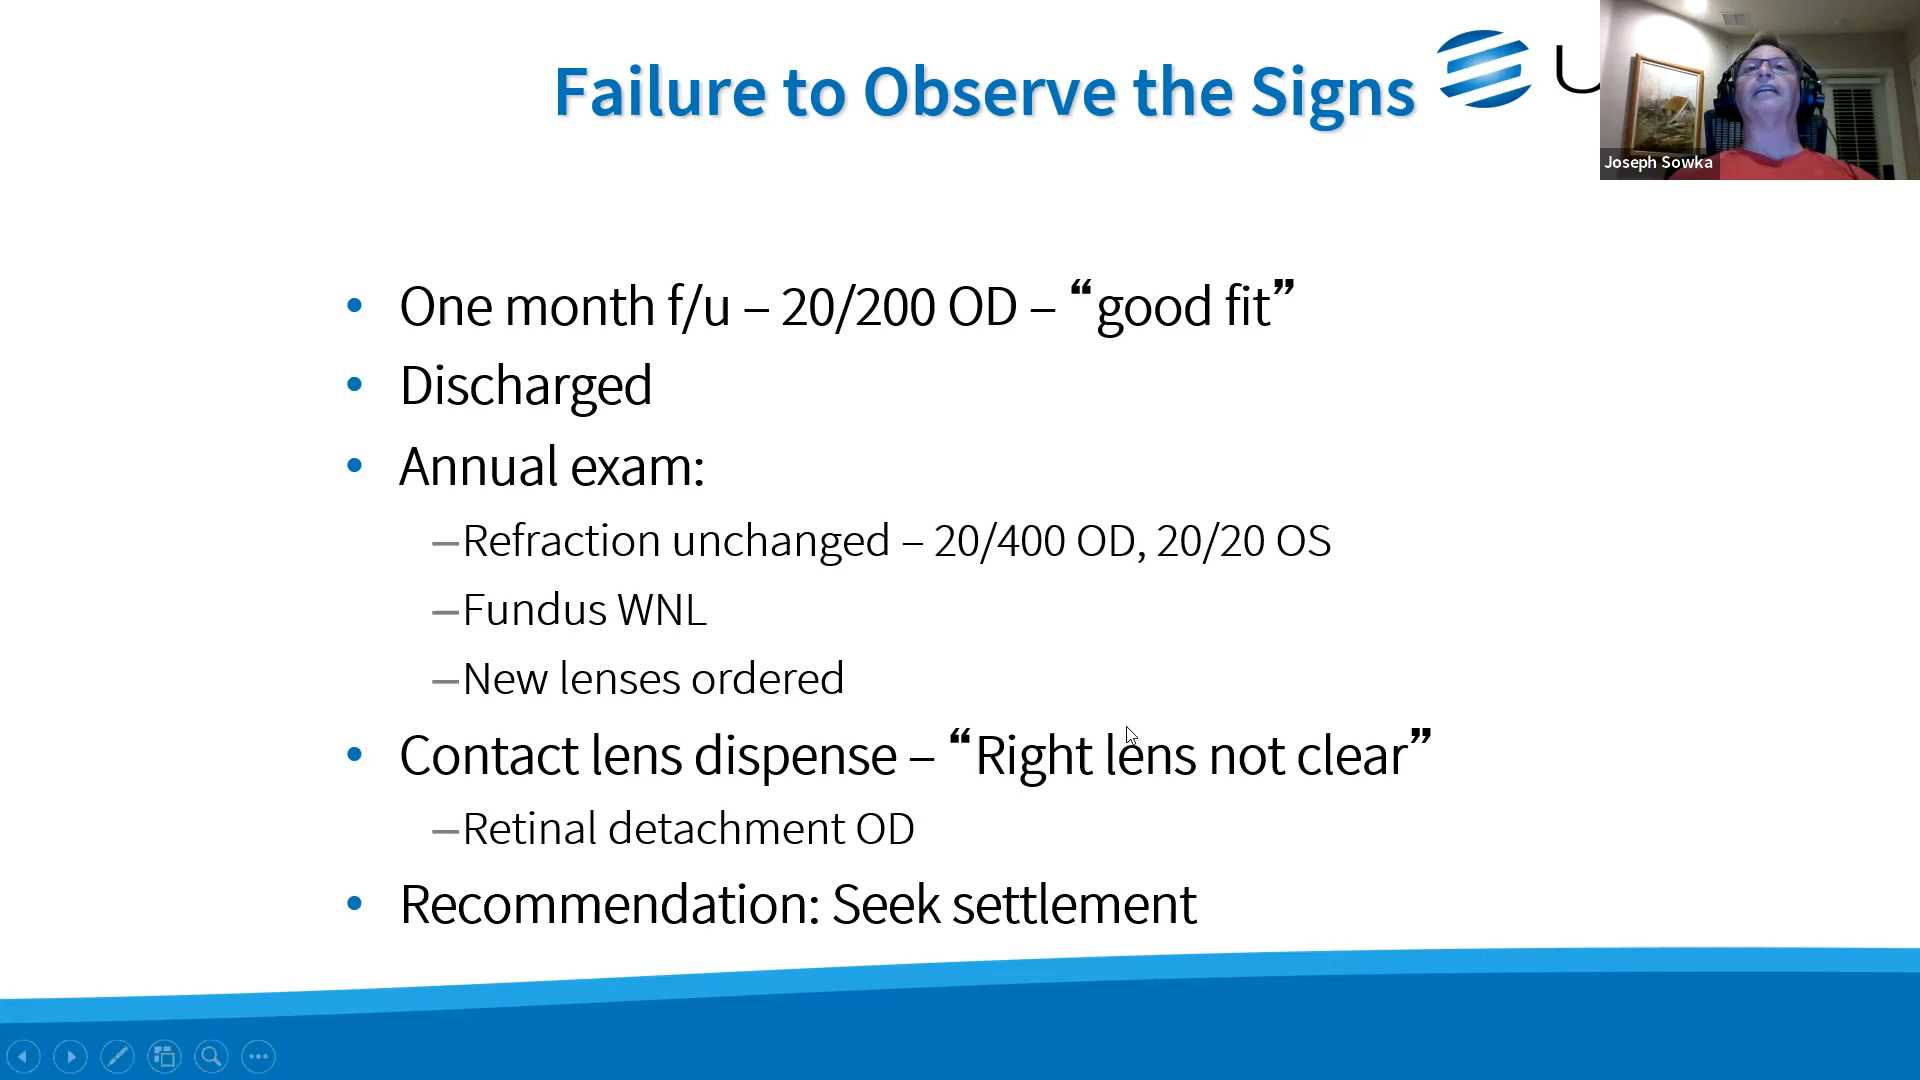 Failure to Observe the Signs
U
Joseph Sowka
• One month f/u – 20/200 OD – “good fit”
• Discharged
• Annual exam:
–Refraction unchanged – 20/400 OD, 20/20 OS
–Fundus WNL
–New lenses ordered
• Contact lens dispense – “Right lens not clear”
–Retinal detachment OD
• Recommendation: Seek settlement